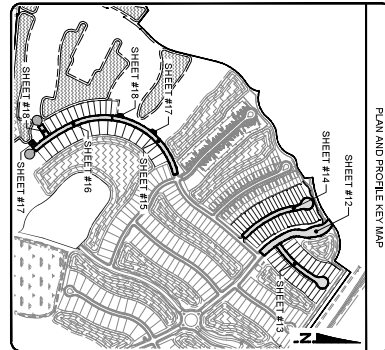 PLAN AND PROFILE KEY MAP
SHEET #12
SHEET #14
SHEET #13
SHEET #17
SHEET #18
SHEET #15
SHEET #16
SHEET #18
SHEET #17
N